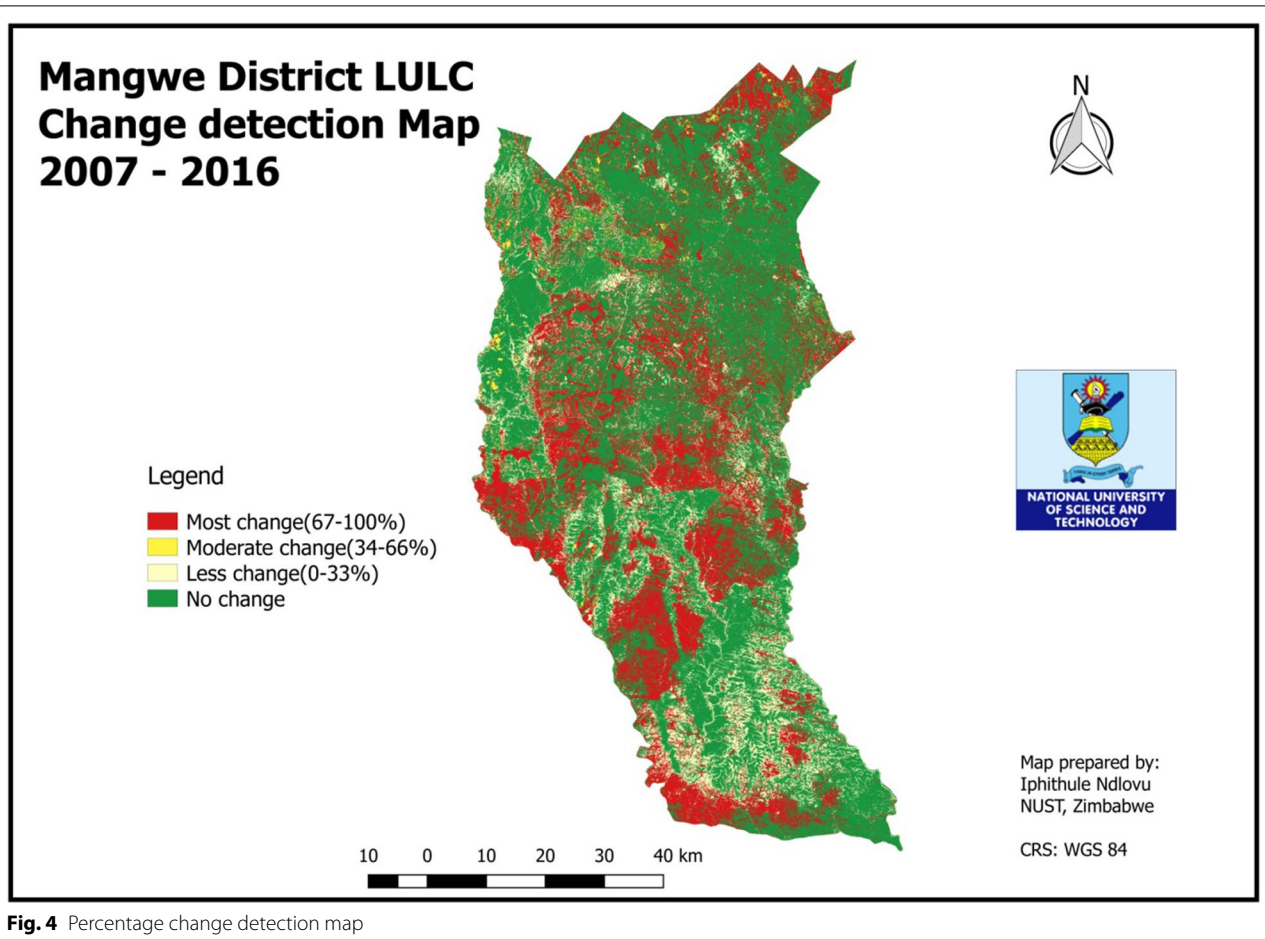 Mangwe District LULC
Change detection Map
2007 - 2016
N
Legend
Most change(67-100%)
Moderate change(34-66%)
Less change(0-33%)
No change
NATIONAL UNIVERSITY
OF SCIENCE AND
TECHNOLOGY
Map prepared by:
Iphithule Ndlovu
NUST, Zimbabwe
CRS: WGS 84
10 0 10 20 30 40 km
Fig. 4 Percentage change detection map